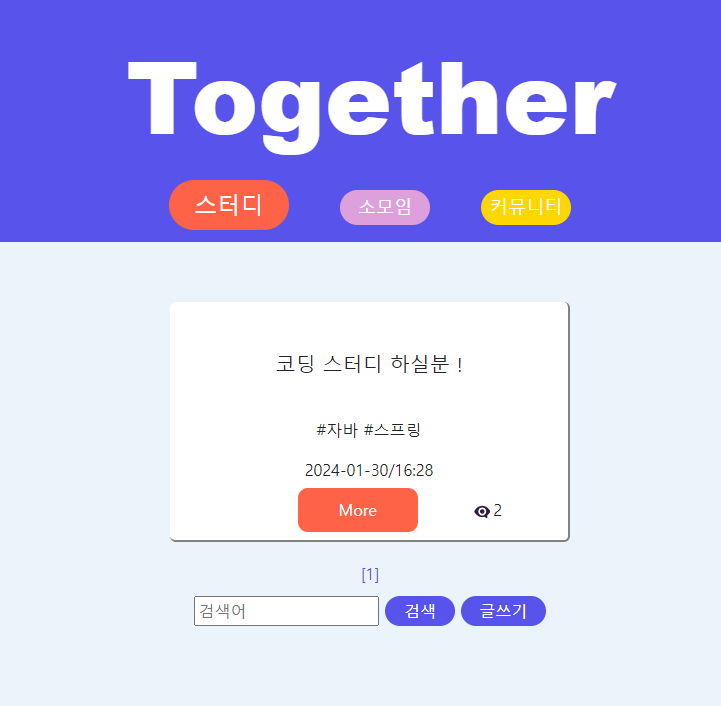 Together
스터디 소모임 커뮤니티
코딩 스터디 하실분 !
#자바 #스프링
2024-01-30/16:28
More 2
[1]
검색어 검색 글쓰기